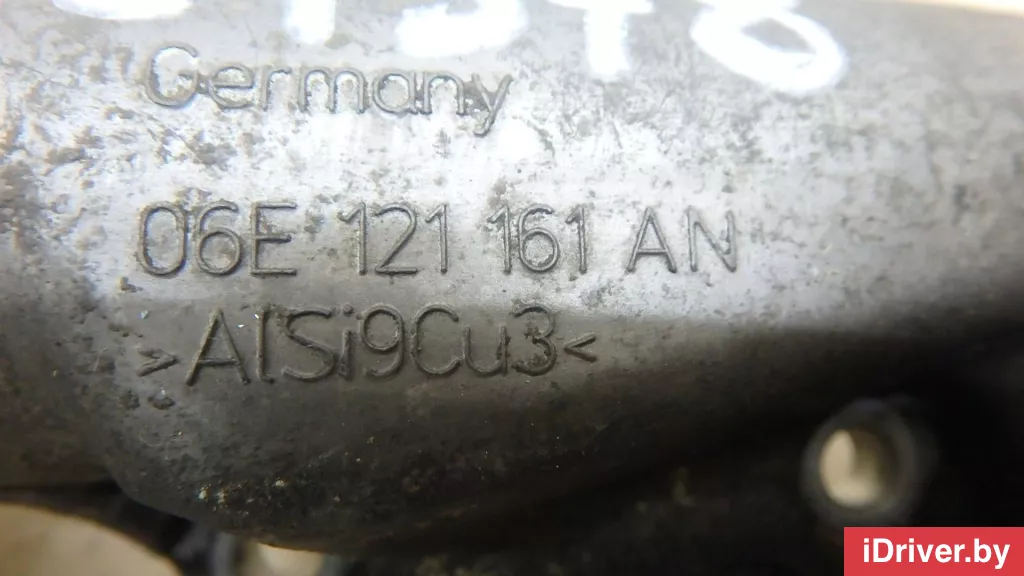 Germany
06E 121 161 AN
>AlSi9Cu3<
iDriver.by